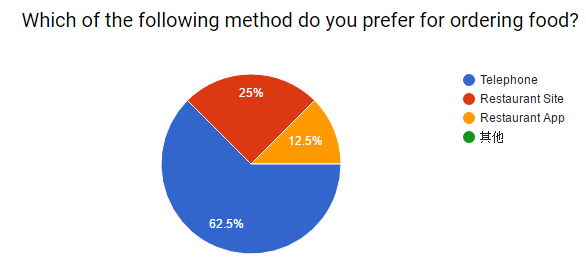 Which of the following method do you prefer for ordering food?
Telephone
Restaurant Site
Restaurant App
其他
25%
12.5%
62.5%